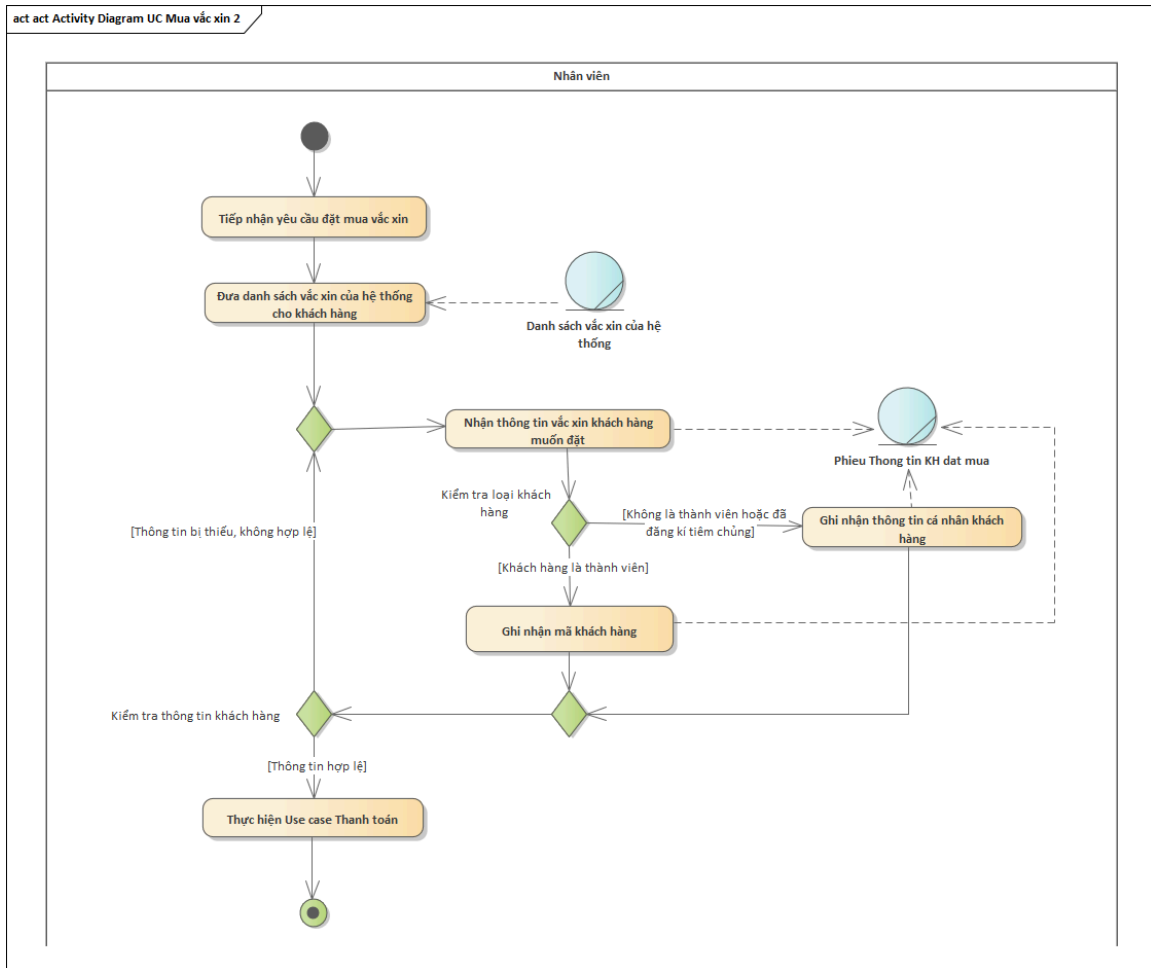 act act Activity Diagram UC Mua vắc xin 2
Nhân viên
Tiếp nhận yêu cầu đặt mua vắc xin
Đưa danh sách vắc xin của hệ thống
cho khách hàng
Danh sách vắc xin của hệ
thống
Nhận thông tin vắc xin khách hàng
muốn đặt
Phieu Thong tin KH dat mua
Kiểm tra loại khách
hàng
[Không là thành viên hoặc đã
đăng kí tiêm chủng]
Ghi nhận thông tin cá nhân khách
hàng
[Thông tin bị thiếu, không hợp lệ]
[Khách hàng là thành viên]
Ghi nhận mã khách hàng
Kiểm tra thông tin khách hàng
[Thông tin hợp lệ]
Thực hiện Use case Thanh toán